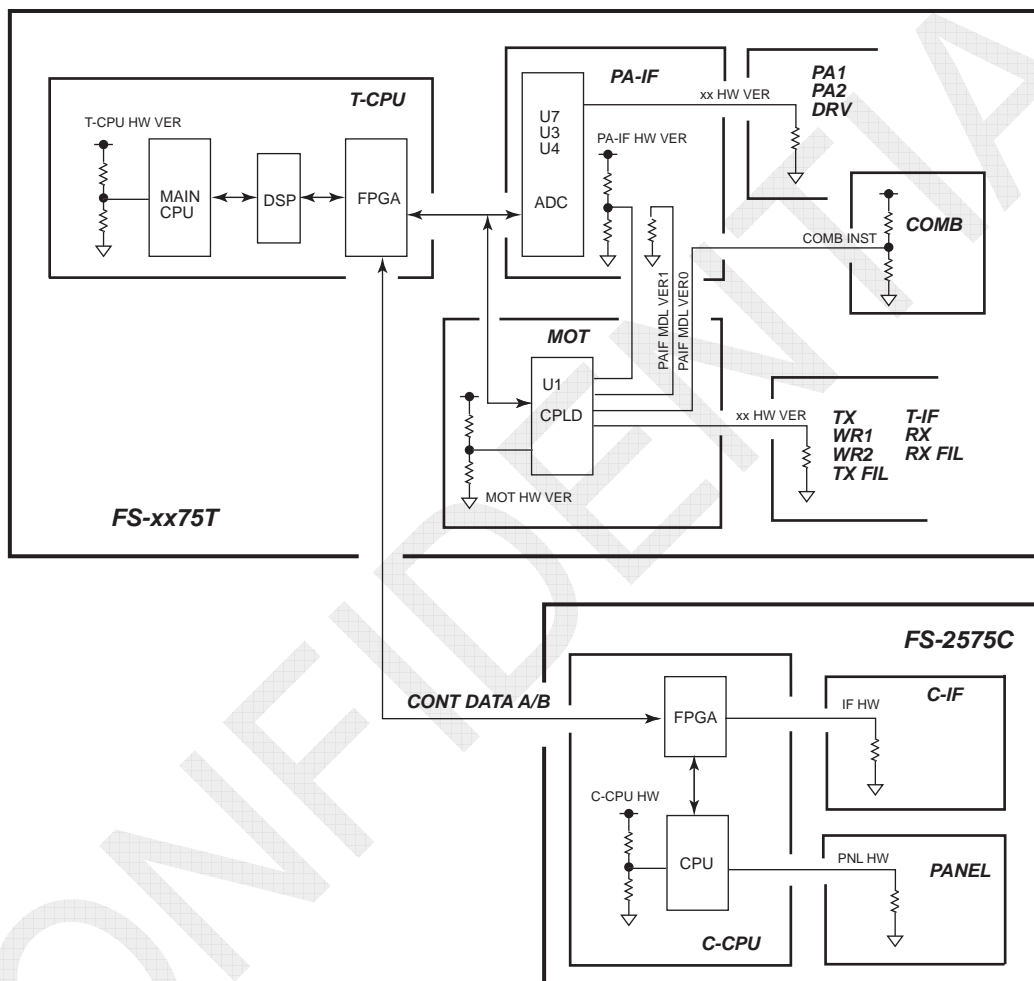 PA-IF
PA1
PA2
DRV
T-CPU
xx HW VER
T-CPU HW VER
U7
U3
U4
PA-IF HW VER
MAIN
CPU
DSP
FPGA
ADC
COMB
COMB INST
PAIF MDL VER1
PAIF MDL VER0
MOT
U1
CPLD
xx HW VER
TX
WR1
WR2
TX FIL
T-IF
RX
RX FIL
MOT HW VER
FS-xx75T
FS-2575C
C-IF
CONT DATA A/B
FPGA
IF HW
C-CPU HW
CPU
PNL HW
PANEL
C-CPU
CONFIDENTIA